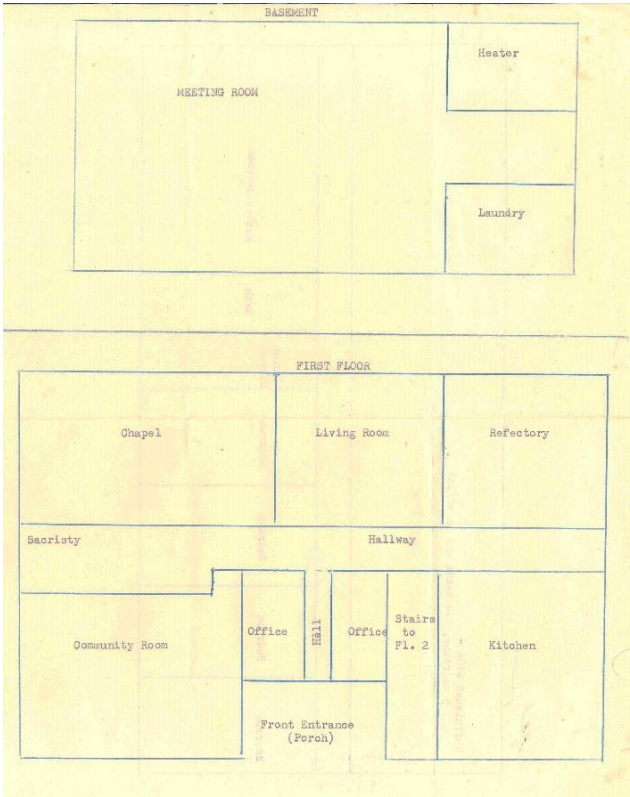 BASEMENT
Heater
MEETING ROOM
Laundry
FIRST FLOOR
Chapel
Living Room
Refectory
Sacristy
Hallway
Office
Hall
Office
Stairs
to
Fl. 2
Community Room
Kitchen
Front Entrance
(Porch)